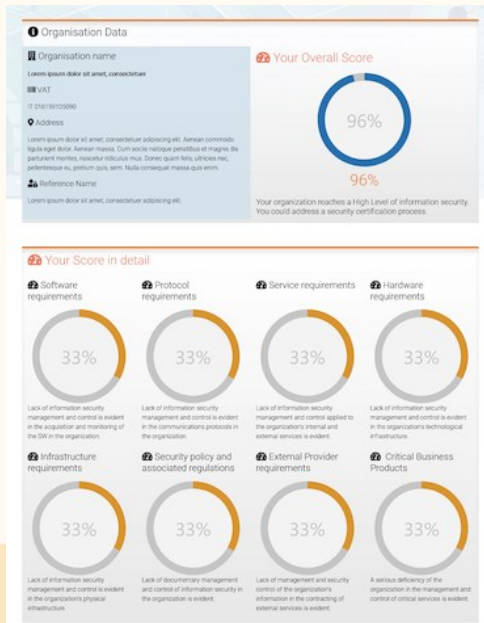 Organisation Data
Organisation name
Lorem ipsum dolor sit amet, consectetuer
VAT
Address
Lorem ipsum dolor sit amet, consectetuer adipiscing elit. Aenean commodo
ligula eget dolor. Aenean massa. Cum sociis natoque penatibus et magnis dis
parturient montes, nascetur ridiculus mus. Donec quam felis, ultricies nec,
pellentesque eu, pretium quis, sem. Nulla consequat massa quis enim.
Reference Name
Lorem ipsum dolor sit amet, consectetuer adipiscing elit.
Your Overall Score
96%
96%
Your organization reaches a High Level of information security.
You could address a security certification process.
Your Score in detail
Software
requirements
33%
Lack of information security
management and control is evident
in the acquisition and monitoring of
the SW in the organization.
Protocol
requirements
33%
Lack of information security
management and control is evident
in the communications protocols in
the organization.
Service requirements
33%
Lack of information security
management and control applied to
the organization's internal and
external services is evident.
Hardware
requirements
33%
Lack of information security
management and control is evident
in the organization's technological
infrastructure.
Infrastructure
requirements
33%
Lack of information security
management and control is evident
in the organization's physical
infrastructure.
Security policy and
associated regulations
33%
Lack of documentary management
and control of information security in
the organization is evident.
External Provider
requirements
33%
Lack of management and security
control of the organization's
information in the contracting of
external services is evident.
Critical Business
Products
33%
A serious deficiency of the
organization in the management and
control of critical services is evident.